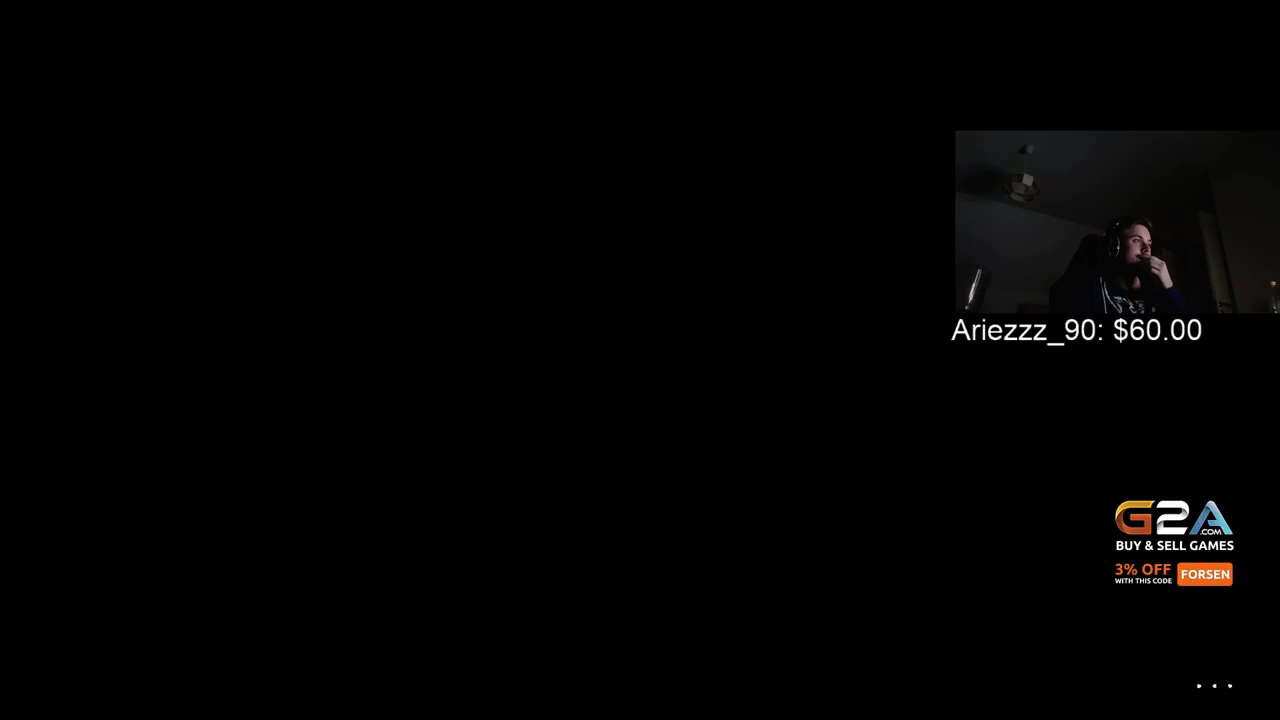 Ariezzz_90: $60.00
G2A
.COM
BUY & SELL GAMES
3% OFF
WITH THIS CODE
FORSEN
...